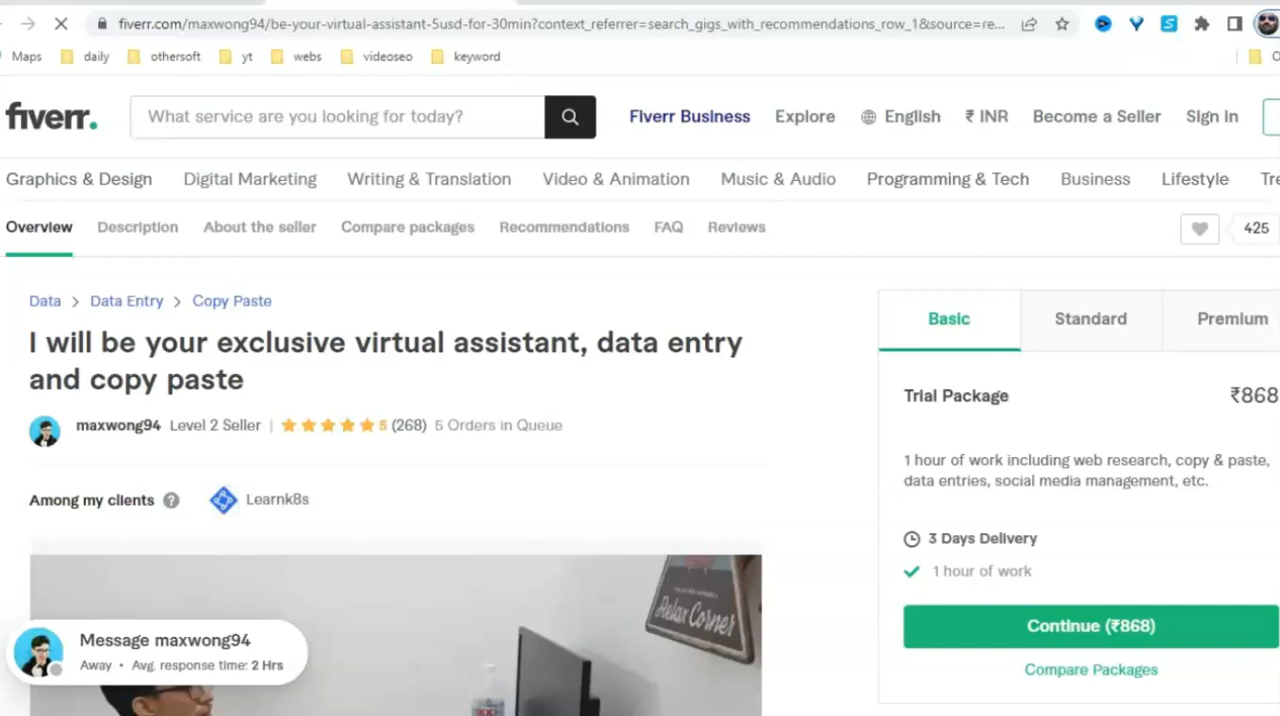 fiverr.com/maxwong94/be-your-virtual-assistant-5usd-for-30min?context_referrer=search_gigs_with_recommendations_row_1&source=re...
Maps daily othersoft yt webs videoseo keyword
fiverr. What service are you looking for today? Fiverr Business Explore English ₹ INR Become a Seller Sign In
Graphics & Design Digital Marketing Writing & Translation Video & Animation Music & Audio Programming & Tech Business Lifestyle Tre
Overview Description About the seller Compare packages Recommendations FAQ Reviews 425
Data > Data Entry > Copy Paste
I will be your exclusive virtual assistant, data entry
and copy paste
maxwong94 Level 2 Seller | 5 (268) 5 Orders in Queue
Among my clients ? Learnk8s
Relax Corner
Message maxwong94
Away • Avg. response time: 2 Hrs
Basic Standard Premium
Trial Package ₹868
1 hour of work including web research, copy & paste,
data entries, social media management, etc.
3 Days Delivery
1 hour of work
Continue (₹868)
Compare Packages